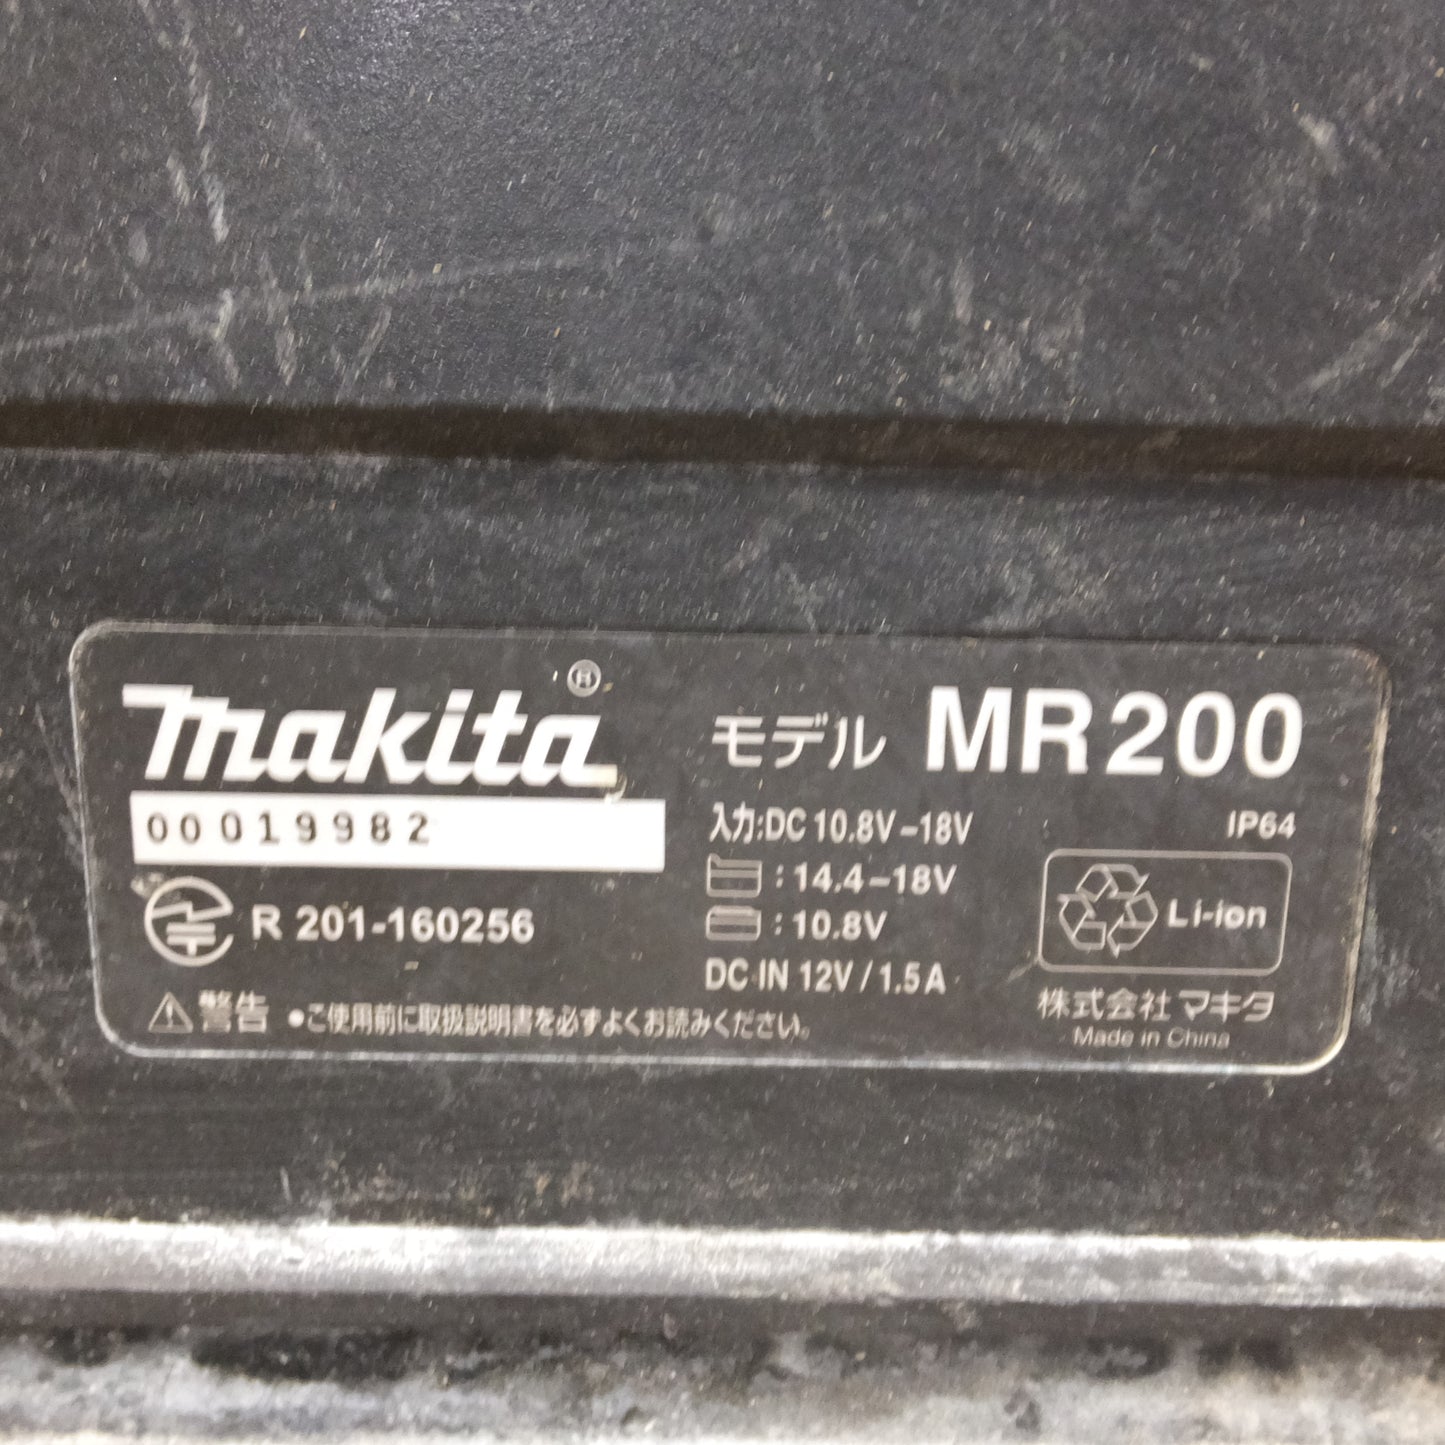 makita®
00019982
R 201-160256
⚠警告 ●ご使用前に取扱説明書を必ずよくお読みください。
モデル MR200
入力:DC 10.8V-18V
:14.4-18V
:10.8V
DC IN 12V/1.5A
IP64
Li-ion
株式会社マキタ
Made in China